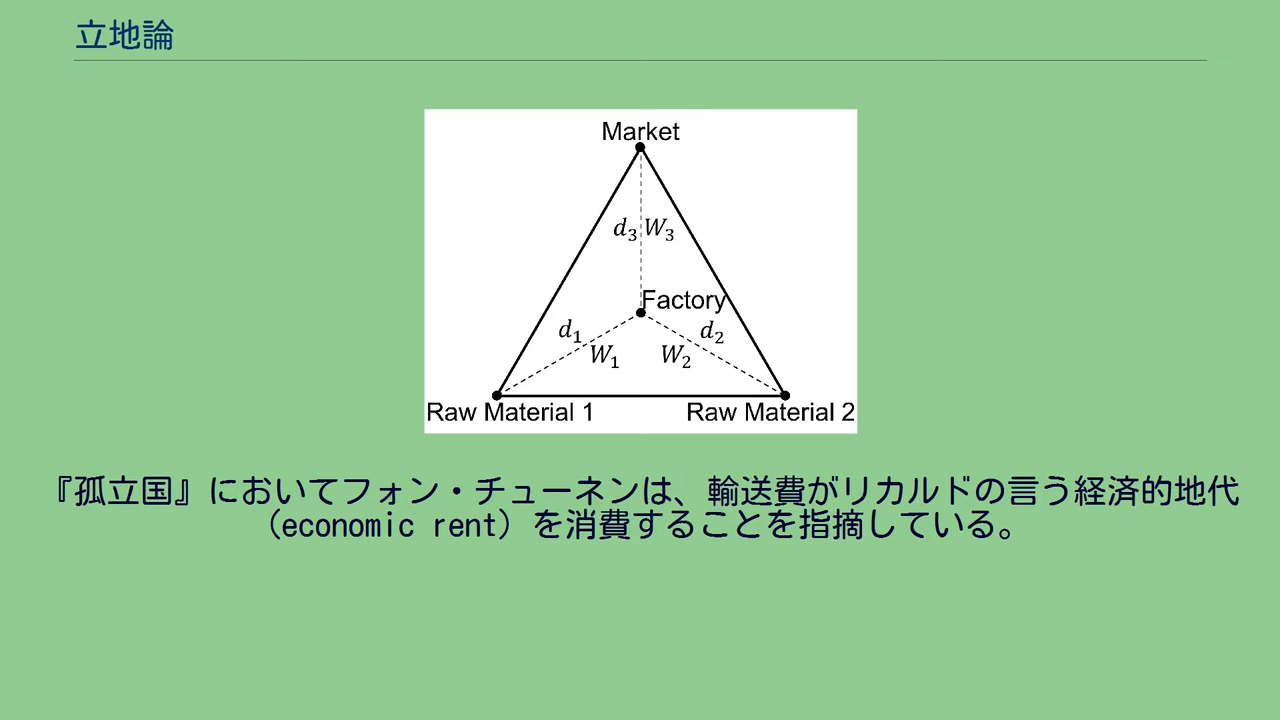 立地論
Market
d3 W3
Factory
d1 d2
W1 W2
Raw Material 1 Raw Material 2
『孤立国』においてフォン・チューネンは、輸送費がリカルドの言う経済的地代
（economic rent）を消費することを指摘している。